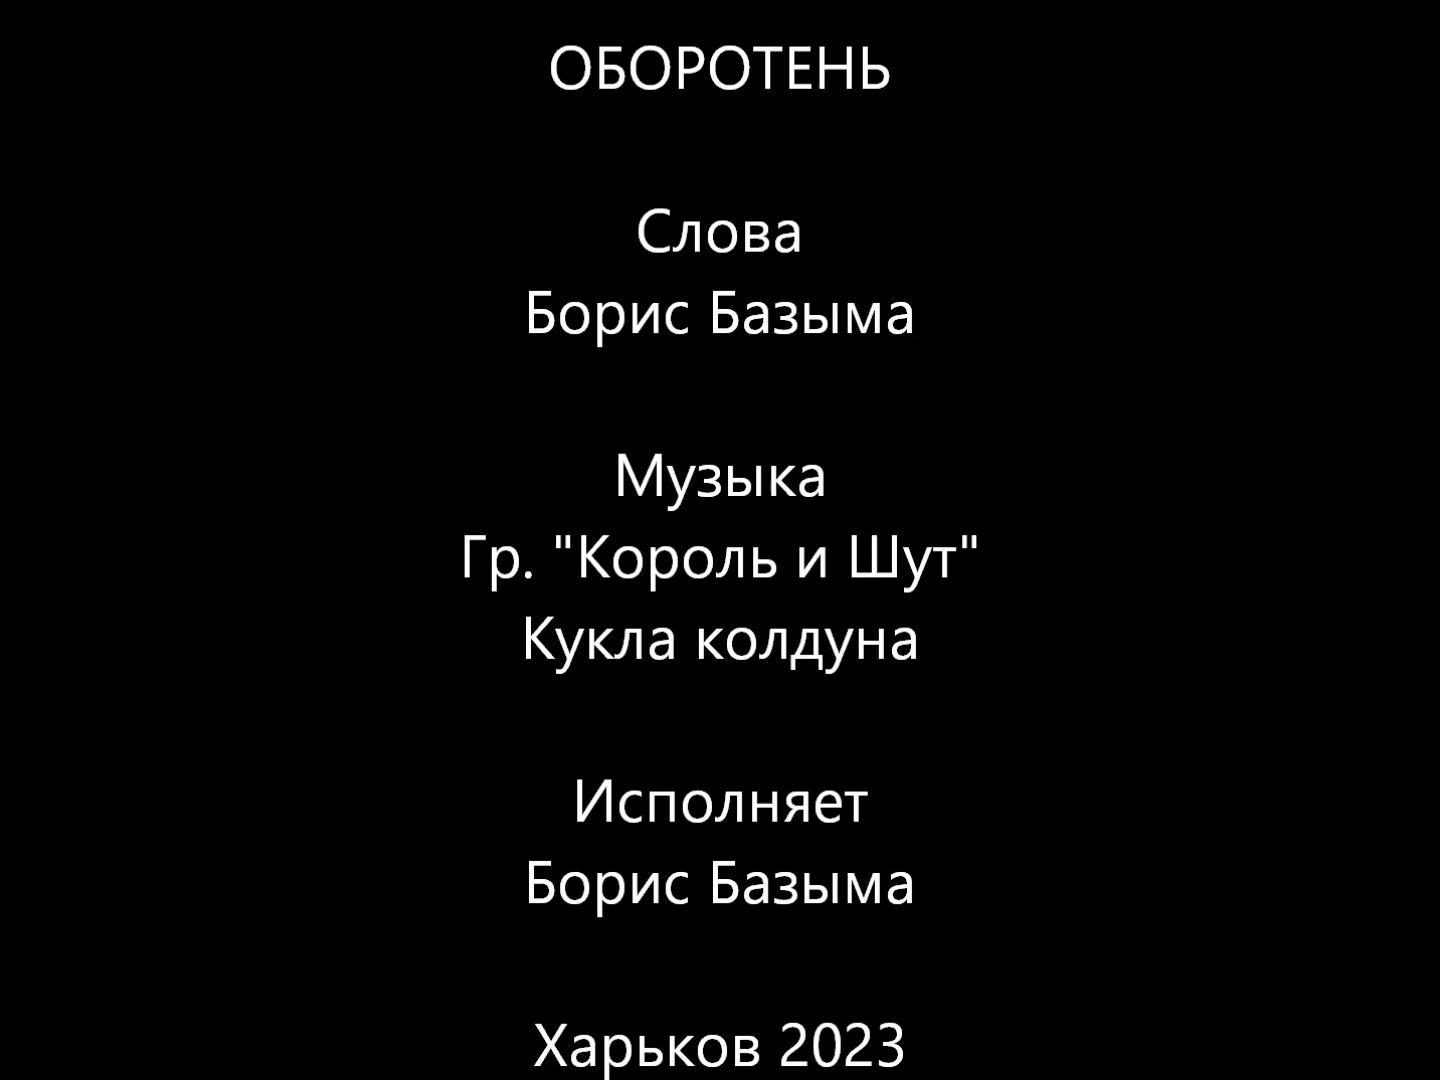 ОБОРОТЕНЬ
Слова
Борис Базыма
Музыка
Гр. "Король и Шут"
Кукла колдуна
Исполняет
Борис Базыма
Харьков 2023